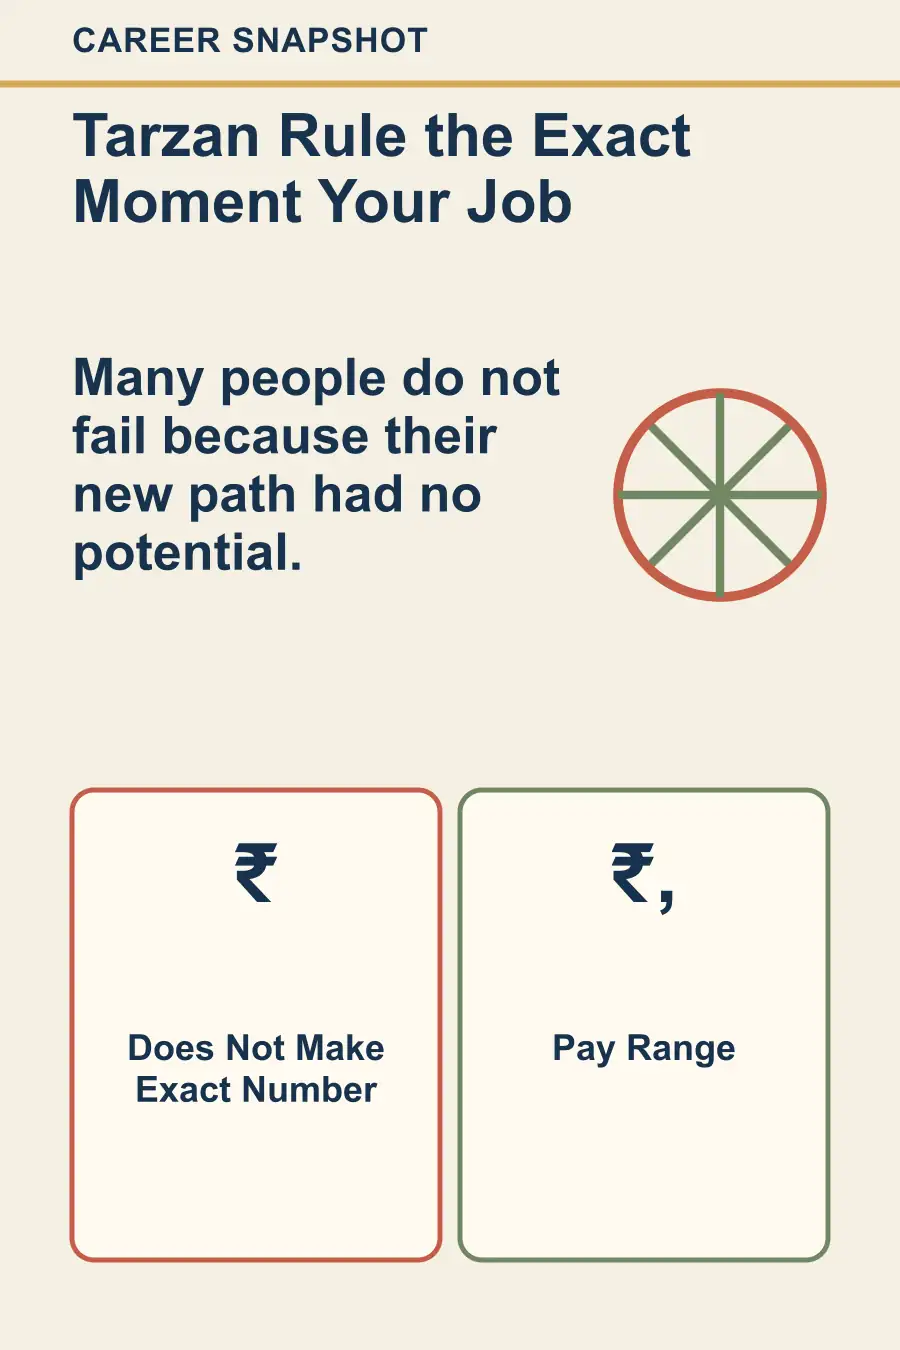 CAREER SNAPSHOT
Tarzan Rule the Exact
Moment Your Job
Many people do not
fail because their
new path had no
potential.
₹
Does Not Make
Exact Number
₹,
Pay Range